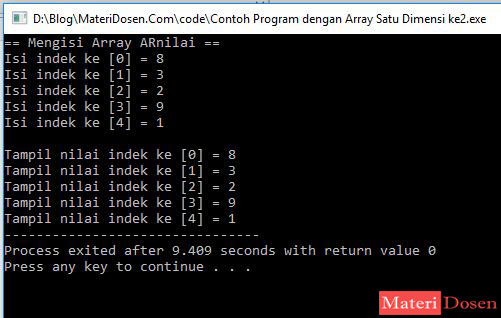 D:\Blog\MateriDosen.Com\code\Contoh Program dengan Array Satu Dimensi ke2.exe
== Mengisi Array ARnilai ==
Isi indek ke [0] = 8
Isi indek ke [1] = 3
Isi indek ke [2] = 2
Isi indek ke [3] = 9
Isi indek ke [4] = 1
Tampil nilai indek ke [0] = 8
Tampil nilai indek ke [1] = 3
Tampil nilai indek ke [2] = 2
Tampil nilai indek ke [3] = 9
Tampil nilai indek ke [4] = 1
--------------------------------
Process exited after 9.409 seconds with return value 0
Press any key to continue . . .
Materi Dosen